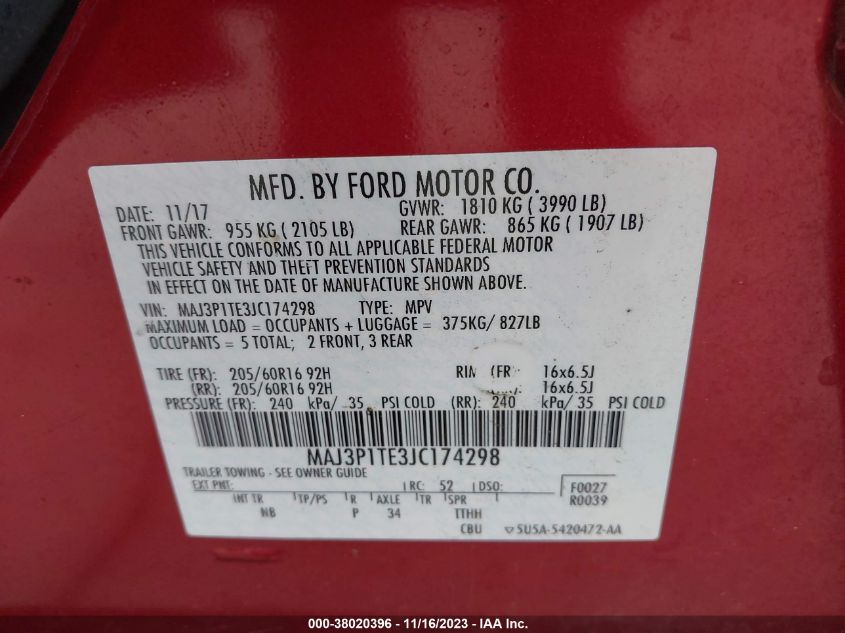 MFD. BY FORD MOTOR CO.
DATE: 11/17 GVWR: 1810 KG ( 3990 LB)
FRONT GAWR: 955 KG ( 2105 LB) REAR GAWR: 865 KG ( 1907 LB)
THIS VEHICLE CONFORMS TO ALL APPLICABLE FEDERAL MOTOR
VEHICLE SAFETY AND THEFT PREVENTION STANDARDS
IN EFFECT ON THE DATE OF MANUFACTURE SHOWN ABOVE.
VIN: MAJ3P1TE3JC174298 TYPE: MPV
MAXIMUM LOAD = OCCUPANTS + LUGGAGE = 375KG/ 827LB
OCCUPANTS = 5 TOTAL; 2 FRONT, 3 REAR
TIRE (FR): 205/60R16 92H RIM (FR 16x6.5J
(RR): 205/60R16 92H 16x6.5J
PRESSURE (FR): 240 kPa/ 35 PSI COLD (RR): 240 kPa/ 35 PSI COLD
MAJ3P1TE3JC174298
TRAILER TOWING - SEE OWNER GUIDE
EXT PNT: RC: 52 DSO: F0027
INT TR TP/PS R AXLE TR SPR R0039
NB P 34 TTHH
CBU 5U5A-5420472-AA
000-38020396 - 11/16/2023 - IAA Inc.